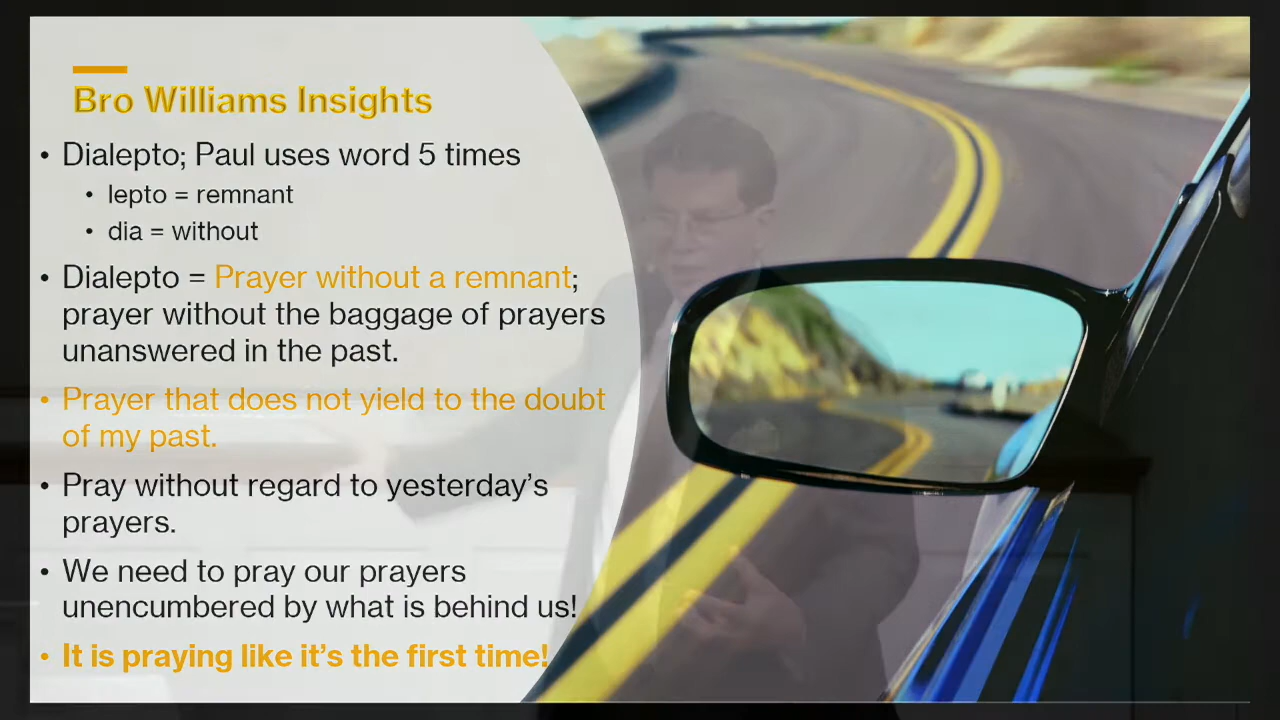 Bro Williams Insights
• Dialepto; Paul uses word 5 times
• lepto = remnant
• dia = without
• Dialepto = Prayer without a remnant;
prayer without the baggage of prayers
unanswered in the past.
• Prayer that does not yield to the doubt
of my past.
• Pray without regard to yesterday’s
prayers.
• We need to pray our prayers
unencumbered by what is behind us!
• It is praying like it’s the first time!